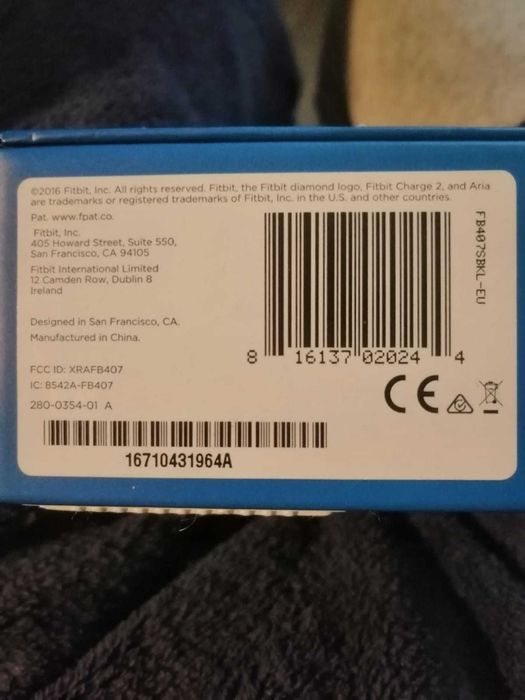 ©2016 Fitbit, Inc. All rights reserved. Fitbit, the Fitbit diamond logo, Fitbit Charge 2, and Aria
are trademarks or registered trademarks of Fitbit, Inc. in the U.S. and other countries.
Pat. www.fpat.co.
Fitbit, Inc.
405 Howard Street, Suite 550,
San Francisco, CA 94105
Fitbit International Limited
12 Camden Row, Dublin 8
Ireland
Designed in San Francisco, CA.
Manufactured in China.
FCC ID: XRAFB407
IC: 8542A-FB407
280-0354-01 A
16710431964A
8 16137 02024 4
FB407SBKL-EU
CE